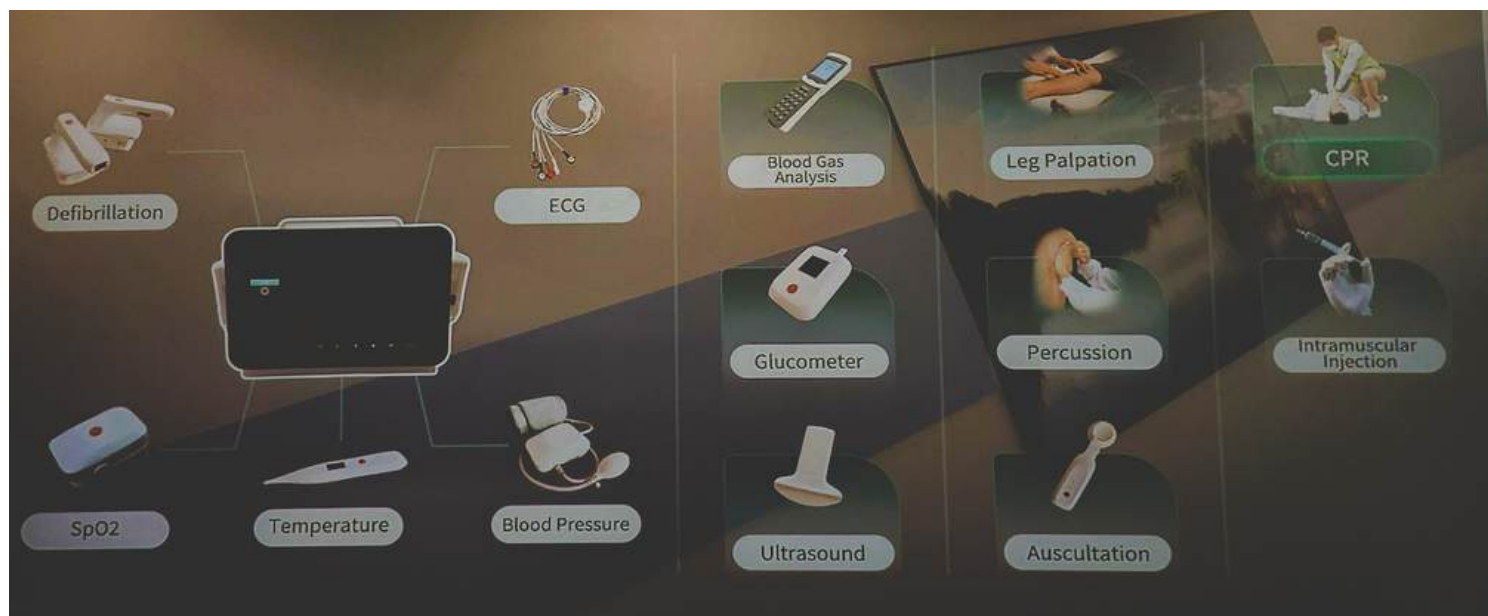 Defibrillation
ECG
SpO2
Temperature
Blood Pressure
Blood Gas
Analysis
Glucometer
Ultrasound
Leg Palpation
Percussion
Auscultation
CPR
Intramuscular
Injection